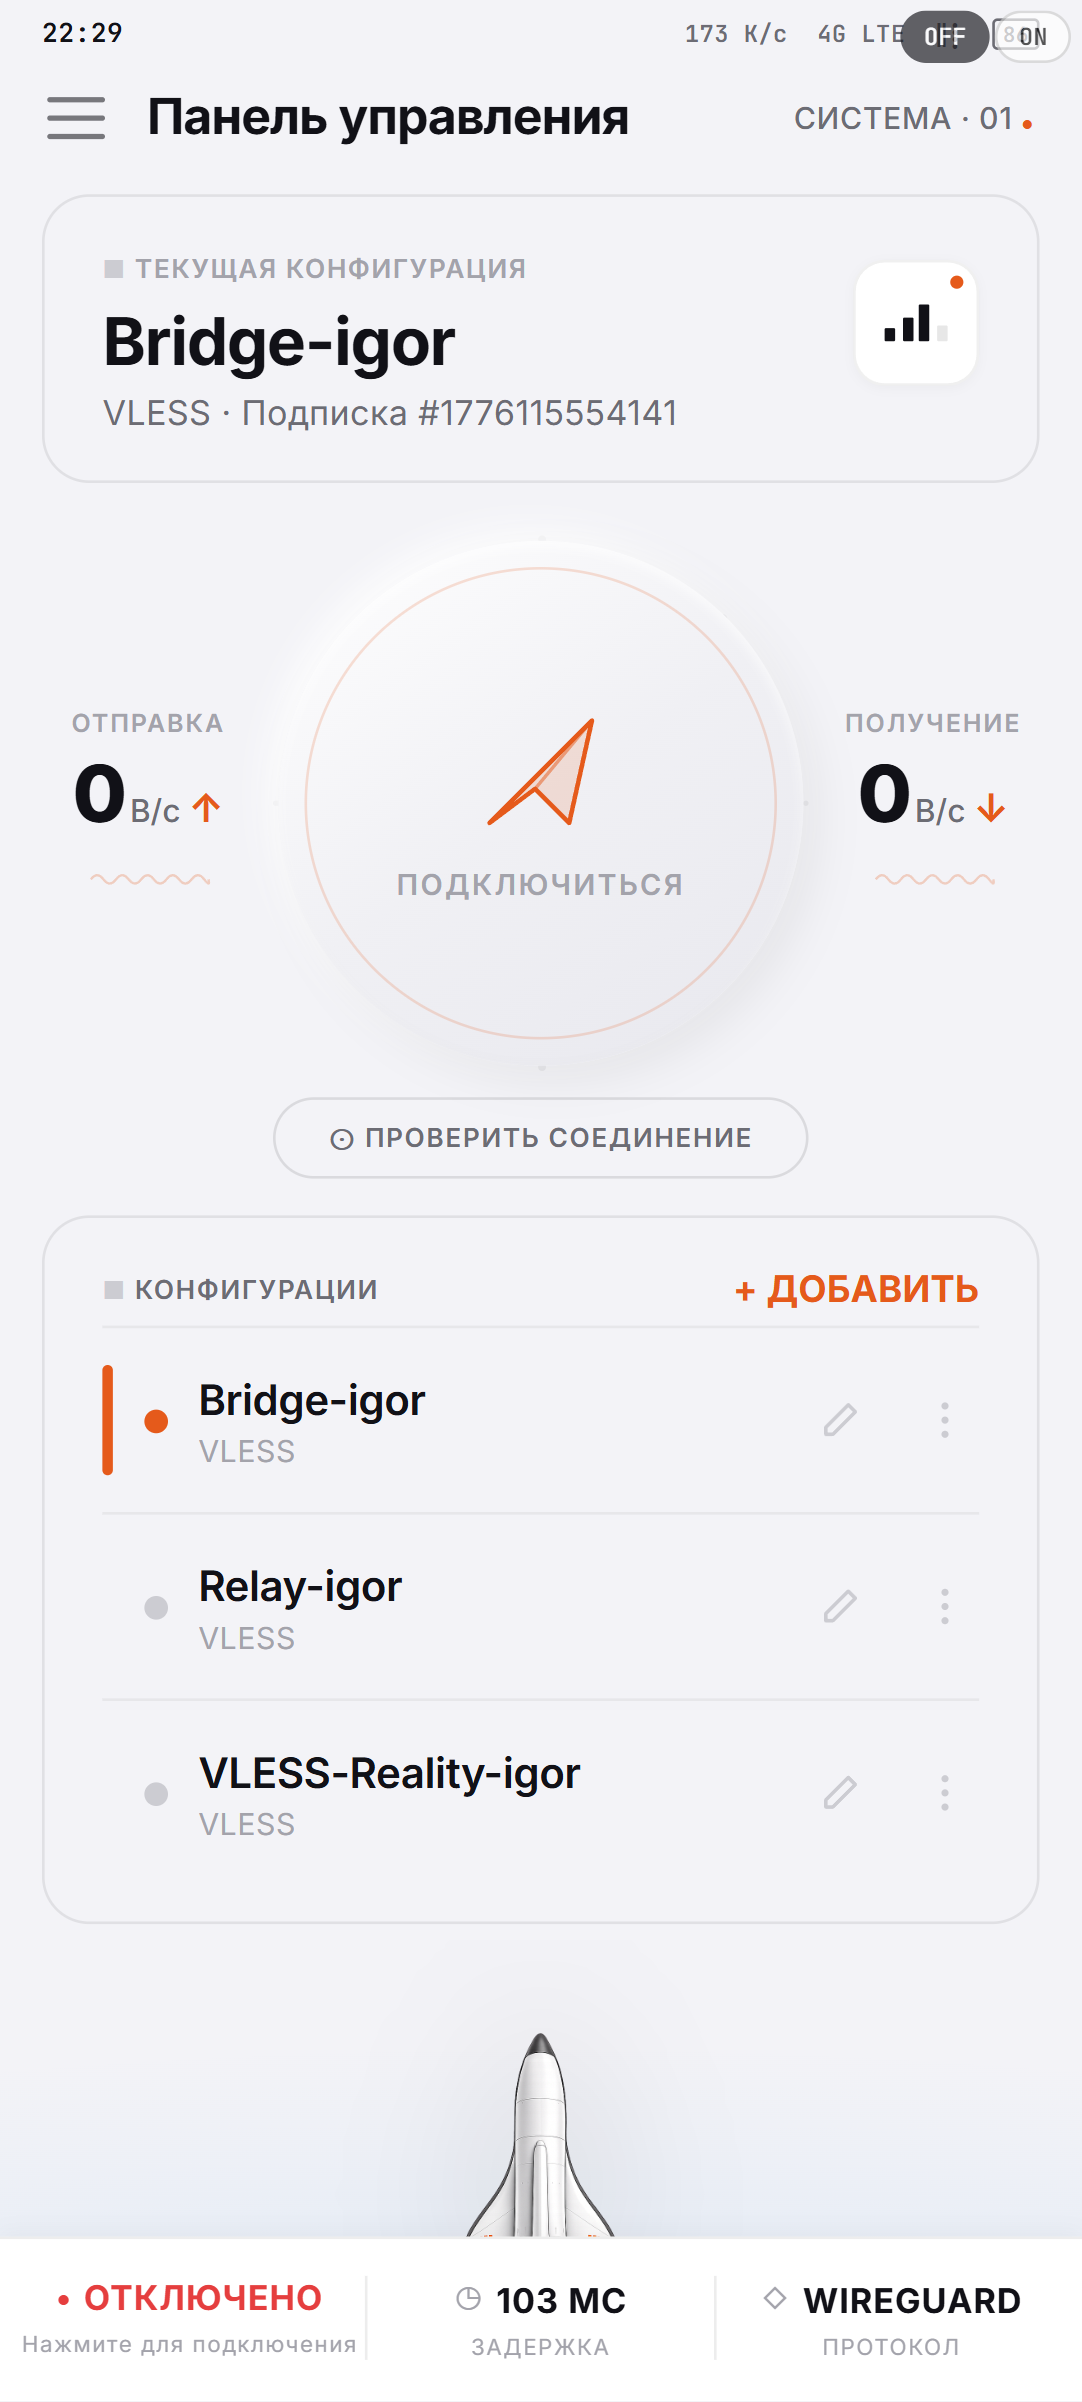 22:29 173 K/c 4G LTE OFF ON
Панель управления СИСТЕМА · 01
ТЕКУЩАЯ КОНФИГУРАЦИЯ
Bridge-igor
VLESS · Подписка #1776115554141
ОТПРАВКА
0 B/c ↑
ПОЛУЧЕНИЕ
0 B/c ↓
ПОДКЛЮЧИТЬСЯ
ПРОВЕРИТЬ СОЕДИНЕНИЕ
КОНФИГУРАЦИИ + ДОБАВИТЬ
Bridge-igor
VLESS
Relay-igor
VLESS
VLESS-Reality-igor
VLESS
• ОТКЛЮЧЕНО
Нажмите для подключения
103 МС
ЗАДЕРЖКА
WIREGUARD
ПРОТОКОЛ